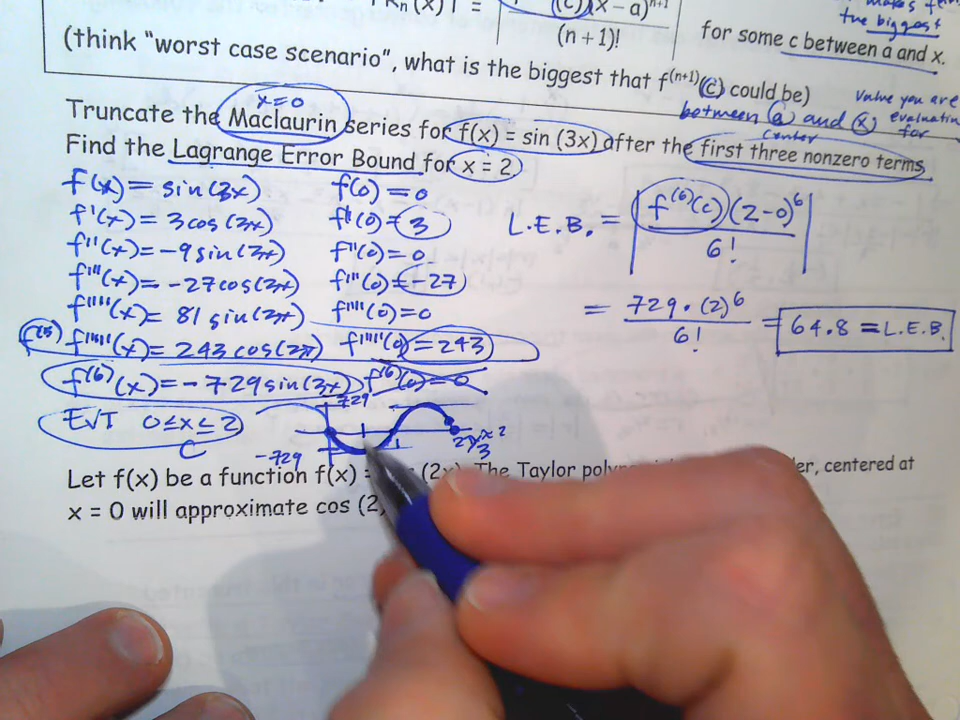 (c)(x-a)ⁿ⁺¹
(n+1)!
the biggest
for some c between a and x.
(think "worst case scenario", what is the biggest that f⁽ⁿ⁺¹⁾(c) could be)
between a and x
center
Value you are
evaluating
for
x=0
Truncate the Maclaurin series for f(x) = sin (3x) after the first three nonzero terms.
Find the Lagrange Error Bound for x = 2.
f(x) = sin(3x) f(0) = 0
f'(x) = 3cos(3x) f'(0) = 3
f''(x) = -9sin(3x) f''(0) = 0
f'''(x) = -27cos(3x) f'''(0) = -27
f''''(x) = 81 sin(3x) f''''(0) = 0
f⁽⁵⁾ f'''''(x) = 243 cos(3x) f'''''(0) = 243
f⁽⁶⁾(x) = -729sin(3x) f⁽⁶⁾(0) = 0
L.E.B. = |f⁽⁶⁾(c)(2-0)⁶|
6!
= 729·(2)⁶ = 64.8 = L.E.B.
6!
EVT 0≤x≤2
C
729
-729
Let f(x) be a function f(x) = (2x). The Taylor centered at
x = 0 will approximate cos (2